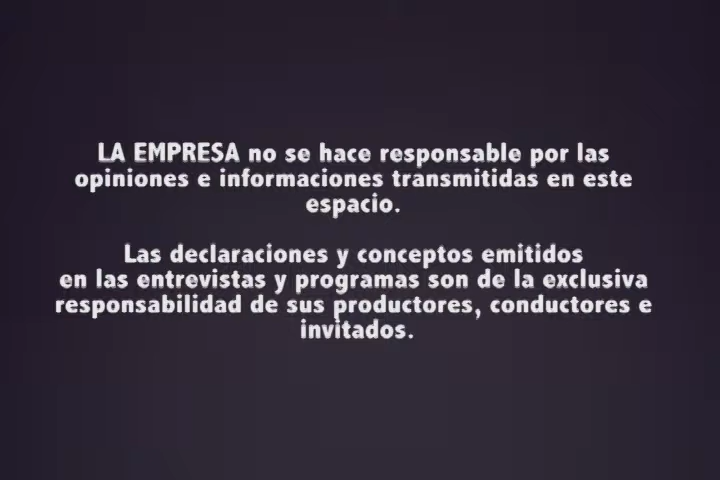 LA EMPRESA no se hace responsable por las
opiniones e informaciones transmitidas en este
espacio.
Las declaraciones y conceptos emitidos
en las entrevistas y programas son de la exclusiva
responsabilidad de sus productores, conductores e
invitados.